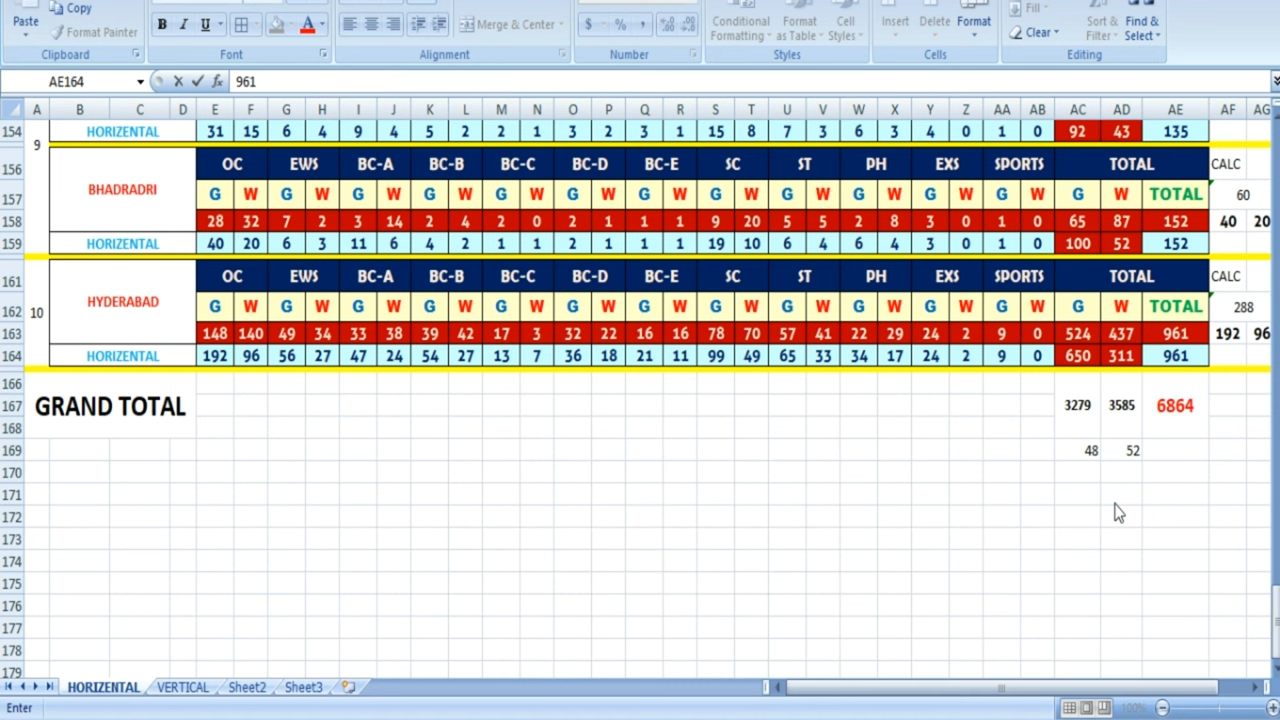 Paste Copy Format Painter B I U Merge & Center $ % , Conditional Formatting Format as Table Cell Styles Insert Delete Format Fill Clear Sort & Filter Find & Select
Clipboard Font Alignment Number Styles Cells Editing
AE164 fx 961
A B C D E F G H I J K L M N O P Q R S T U V W X Y Z AA AB AC AD AE AF AG
154 HORIZENTAL 31 15 6 4 9 4 5 2 2 1 3 2 3 1 15 8 7 3 6 3 4 0 1 0 92 43 135
9
156 OC EWS BC-A BC-B BC-C BC-D BC-E SC ST PH EXS SPORTS TOTAL CALC
157 BHADRADRI G W G W G W G W G W G W G W G W G W G W G W G W G W TOTAL 60
158 28 32 7 2 3 14 2 4 2 0 2 1 1 1 9 20 5 5 2 8 3 0 1 0 65 87 152 40 20
159 HORIZENTAL 40 20 6 3 11 6 4 2 1 1 2 1 1 1 19 10 6 4 6 4 3 0 1 0 100 52 152
161 OC EWS BC-A BC-B BC-C BC-D BC-E SC ST PH EXS SPORTS TOTAL CALC
10 162 HYDERABAD G W G W G W G W G W G W G W G W G W G W G W G W G W TOTAL 288
163 148 140 49 34 33 38 39 42 17 3 32 22 16 16 78 70 57 41 22 29 24 2 9 0 524 437 961 192 96
164 HORIZENTAL 192 96 56 27 47 24 54 27 13 7 36 18 21 11 99 49 65 33 34 17 24 2 9 0 650 311 961
166
167 GRAND TOTAL 3279 3585 6864
168
169 48 52
170
171
172
173
174
175
176
177
178
179
HORIZENTAL VERTICAL Sheet2 Sheet3
Enter 100%